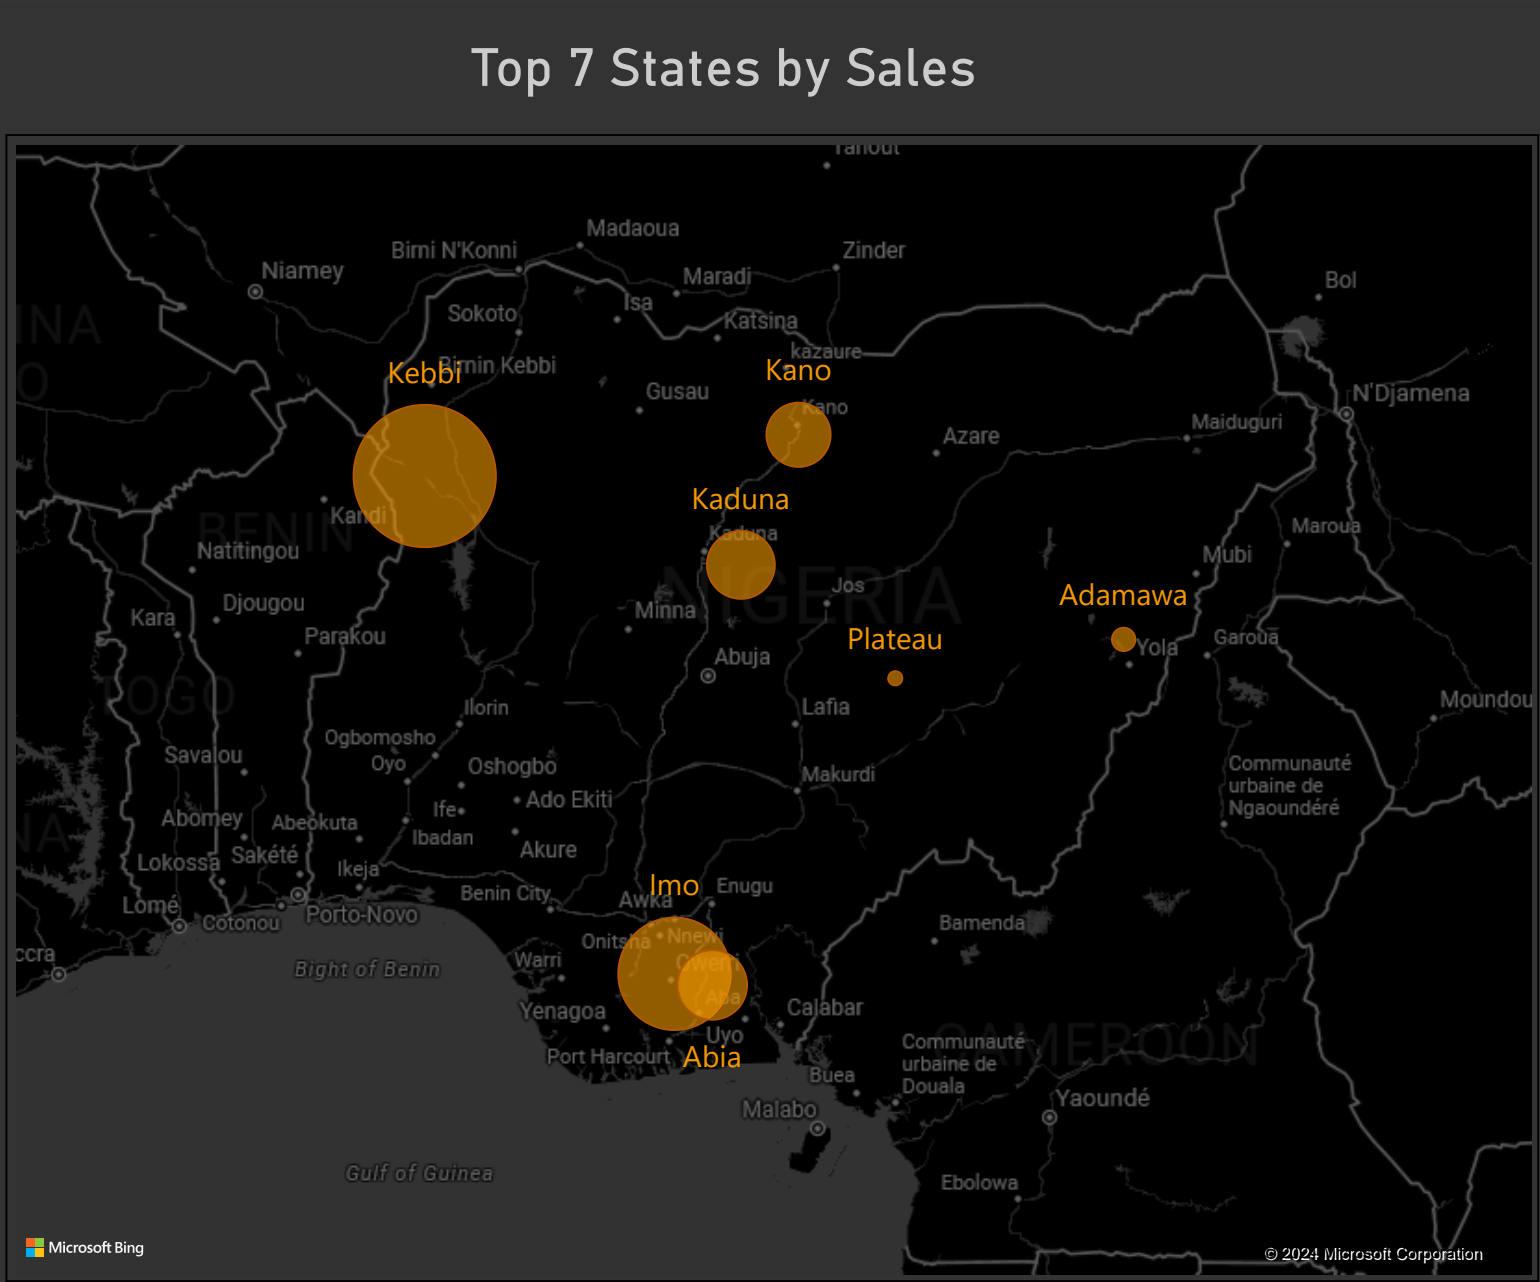 Top 7 States by Sales
Tanout
Madaoua
Birni N'Konni
Zinder
Niamey
Maradi
Bol
Isa
Sokoto
Katsina
kazaure
Kebbi
Birnin Kebbi
Kano
Gusau
N'Djamena
Kano
Maiduguri
Azare
Kaduna
Kandi
BENIN
Kaduna
Maroua
Natitingou
Mubi
NIGERIA
Jos
Adamawa
Djougou
Kara
Minna
Parakou
Plateau
Garoua
Yola
Abuja
TOGO
Moundou
Ilorin
Lafia
Ogbomosho
Savalou
Oyo
Oshogbo
Communauté
urbaine de
Ngaoundéré
Makurdi
Ado Ekiti
Ife
Abomey
Abeokuta
Ibadan
Akure
Sakété
Lokossa
Ikeja
Imo
Enugu
Benin City
Awka
Lomé
Porto-Novo
Cotonou
Bamenda
Onitsha
Nnewi
ccra
Warri
Owerri
Bight of Benin
Aba
Yenagoa
Calabar
Uyo
CAMEROON
Communauté
urbaine de
Douala
Port Harcourt
Abia
Buea
Yaoundé
Malabo
Gulf of Guinea
Ebolowa
Microsoft Bing
© 2024 Microsoft Corporation